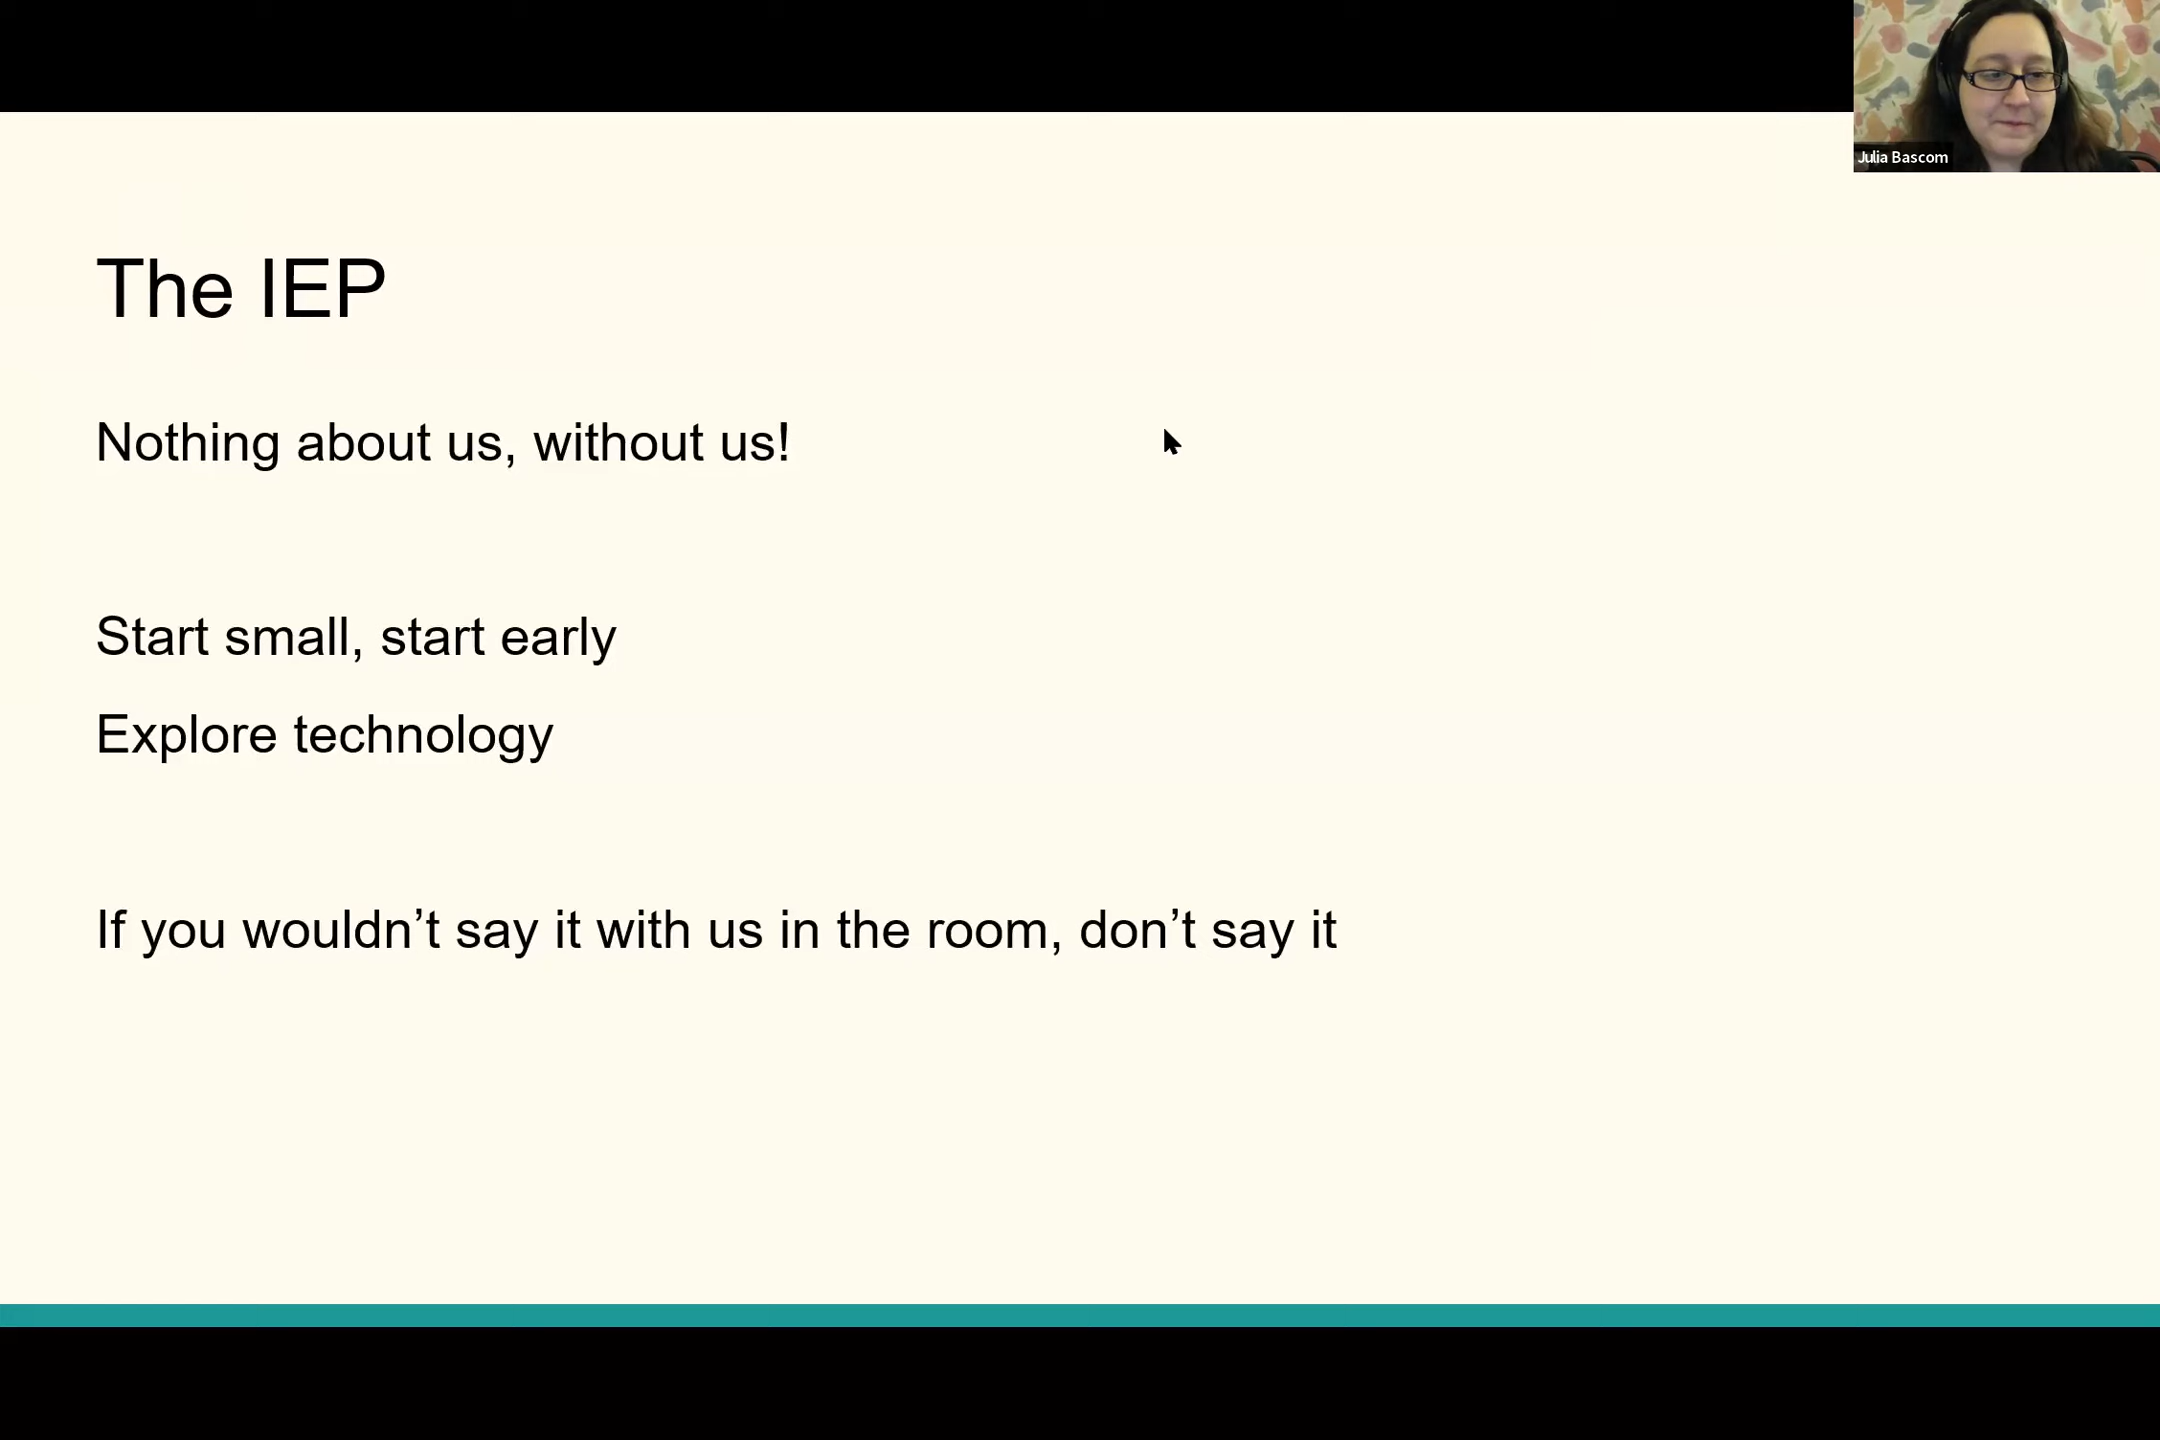 Julia Bascom
The IEP
Nothing about us, without us!
Start small, start early
Explore technology
If you wouldn’t say it with us in the room, don’t say it